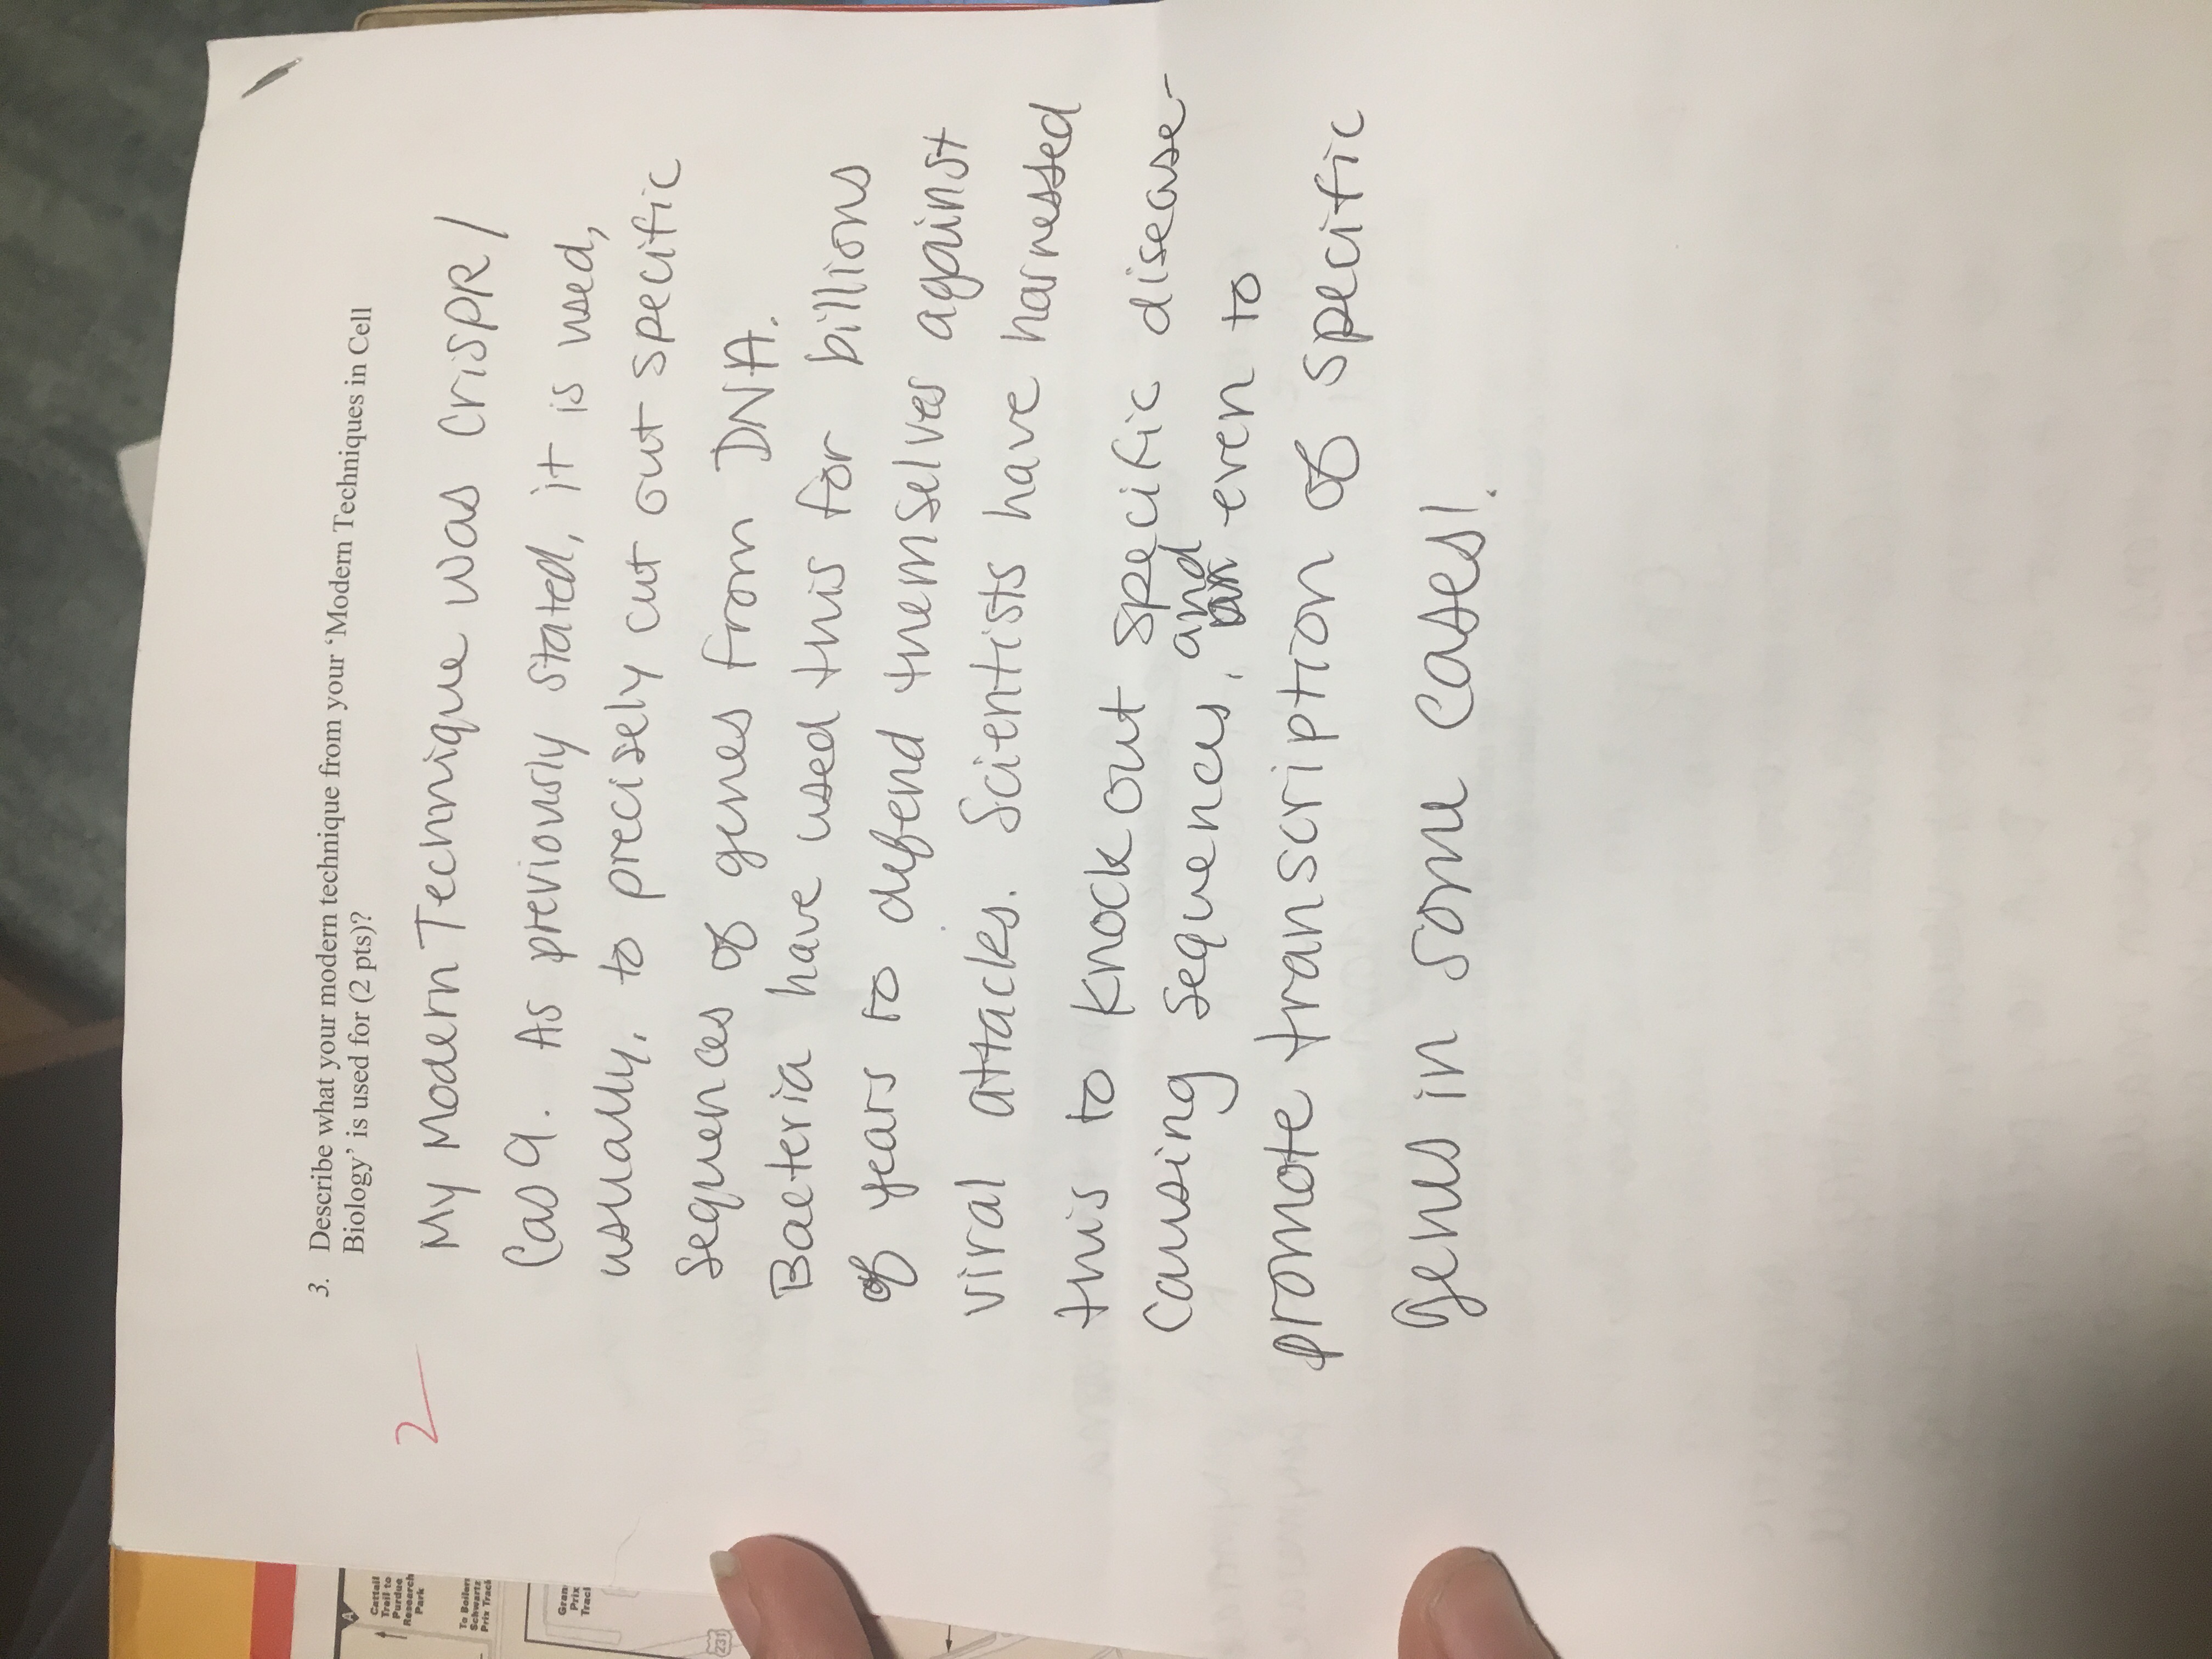 A
Cattail
Trail to
Purdue
Research
Park
To Boiler
Schwartz
Prix Track
Gran
Prix
Track
231
3. Describe what your modern technique from your ‘Modern Techniques in Cell
Biology’ is used for (2 pts)?
2
My Modern Technique was CrisPR/
Cas9. As previously stated, it is used,
usually, to precisely cut out specific
sequences of genes from DNA.
Bacteria have used this for billions
of years to defend themselves against
viral attacks. Scientists have harnessed
this to knock out specific disease-
causing sequences, and even to
promote transcription of specific
genes in some cases!